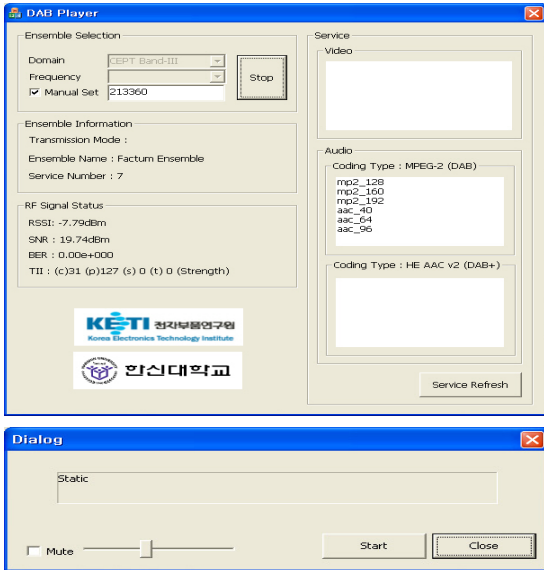 DAB Player
Ensemble Selection
Domain
CEPT Band-III
Frequency
Manual Set
213360
Stop
Ensemble Information
Transmission Mode :
Ensemble Name : Factum Ensemble
Service Number : 7
RF Signal Status
RSSI: -7.79dBm
SNR : 19.74dBm
BER : 0.00e+000
TII : (c)31 (p)127 (s) 0 (t) 0 (Strength)
KETI 전자부품연구원
Korea Electronics Technology Institute
한신대학교
Service
Video
Audio
Coding Type : MPEG-2 (DAB)
mp2_128
mp2_160
mp2_192
aac_40
aac_64
aac_96
Coding Type : HE AAC v2 (DAB+)
Service Refresh
Dialog
Static
Mute
Start
Close